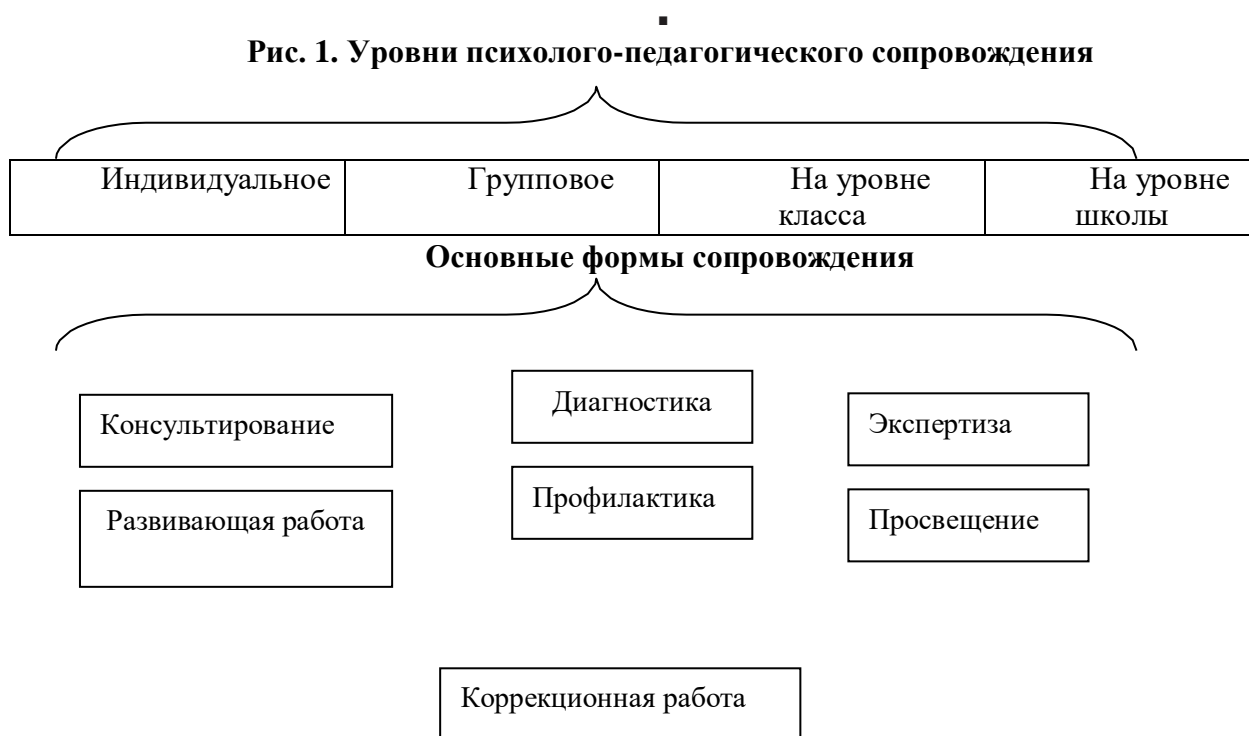 Рис. 1. Уровни психолого-педагогического сопровождения
Индивидуальное Групповое На уровне На уровне
класса школы
Основные формы сопровождения
Консультирование Диагностика Экспертиза
Развивающая работа Профилактика Просвещение
Коррекционная работа